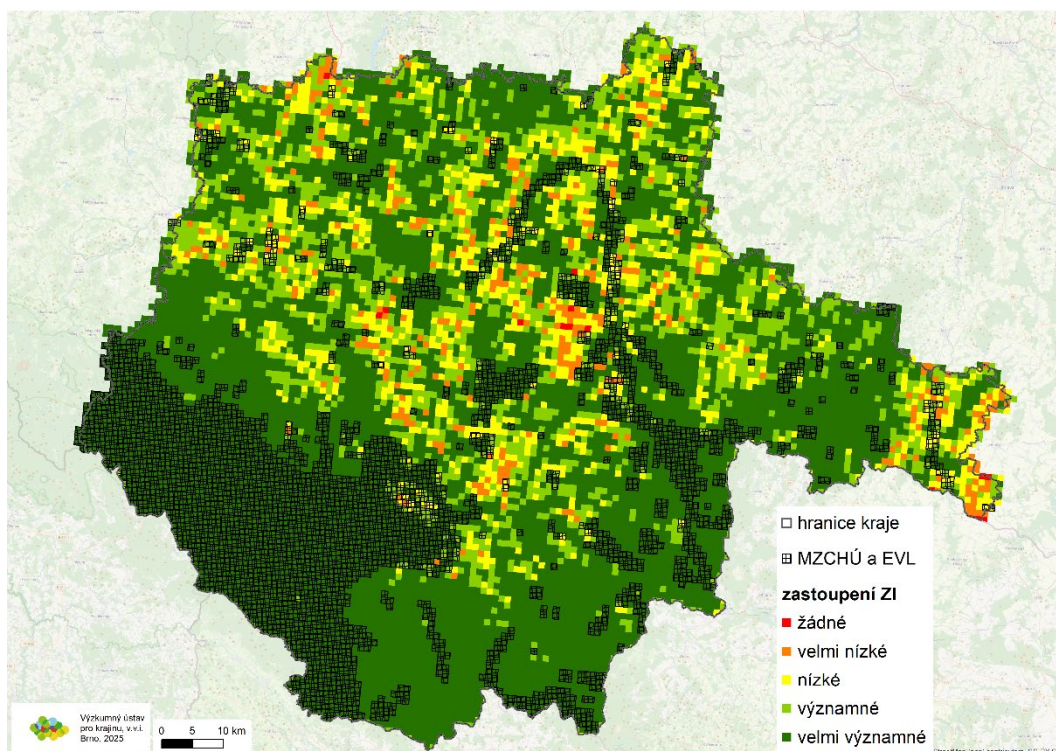 hranice kraje
MZCHÚ a EVL
zastoupení ZI
žádné
velmi nízké
nízké
významné
velmi významné
Výzkumný ústav
pro krajinu, v.v.i.
Brno, 2025
0 5 10 km